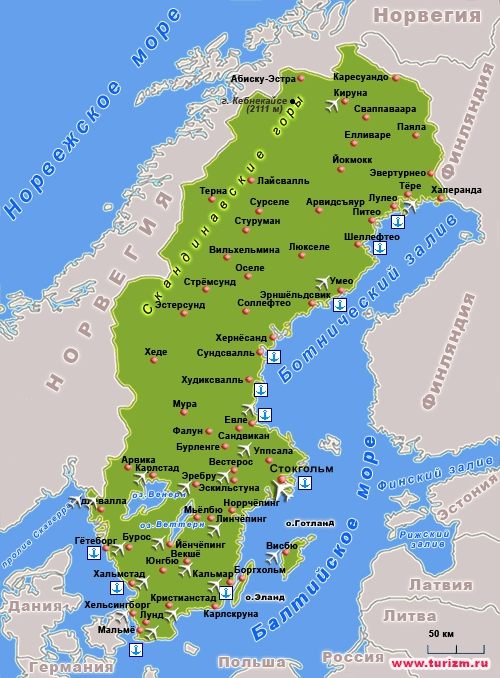 Норвегия
Норвежское море
НОРВЕГИЯ
Финляндия
Финляндия
Абиску-Эстра
Каресуандо
г. Кебнекайсе
(2111 м)
Кируна
Сваппаваара
Паяла
Елливаре
Йокмокк
Эвертурнео
Скандинавские горы
Лайсвалль
Тёре
Хаперанда
Терна
Сурселе
Арвидсъяур
Лулео
Питео
Стуруман
Шеллефтео
Вильхельмина
Люкселе
Оселе
Стрёмсунд
Умео
Эрншёльдсвик
Эстерсунд
Соллефтео
Ботнический залив
Хернёсанд
Сундсвалль
Хеде
Худиксвалль
Мура
Евле
Фалун
Сандвикан
Бурленге
Уппсала
Арвика
Карлстад
Вестерос
Стокгольм
Эребру
Эскильстуна
оз.Венерн
Норрчёпинг
Мьёлбю
Линчёпинг
оз.Веттерн
о.Готланд
пролив Скагеррак
Гётеборг
Бурос
Йёнчёпинг
Висбю
Векшё
Юнгбю
Хальмстад
Кальмар
Боргхольм
о.Эланд
Хельсингборг
Кристианстад
Лунд
Карлскруна
Мальмё
Балтийское море
Финский залив
Эстония
Рижский
залив
Латвия
Литва
Дания
Германия
Польша
Россия
50 км
www.turizm.ru